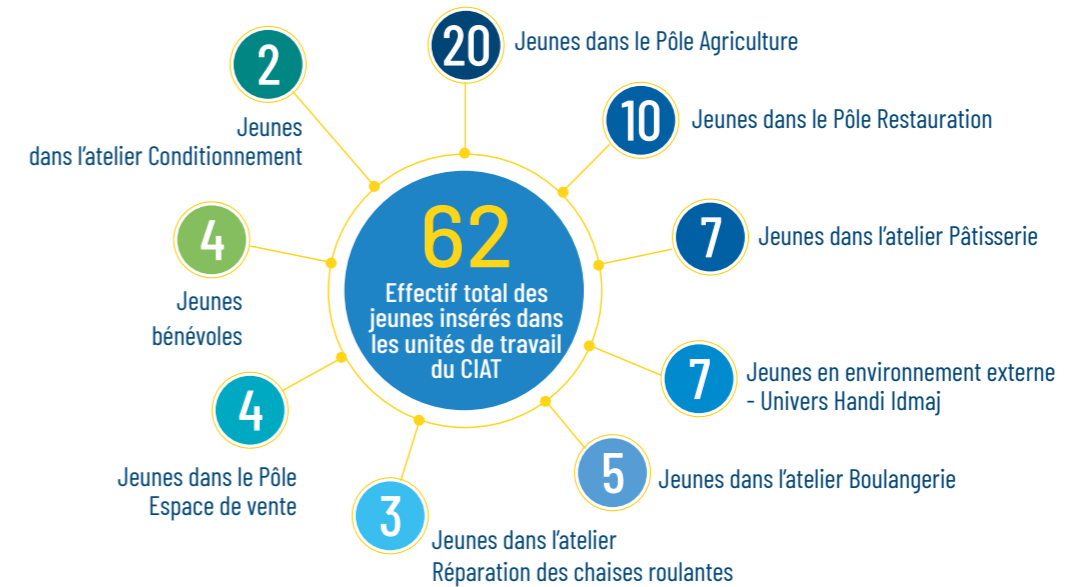 62
Effectif total des
jeunes insérés dans
les unités de travail
du CIAT
20
Jeunes dans le Pôle Agriculture
10
Jeunes dans le Pôle Restauration
7
Jeunes dans l'atelier Pâtisserie
7
Jeunes en environnement externe
- Univers Handi Idmaj
5
Jeunes dans l'atelier Boulangerie
3
Jeunes dans l'atelier
Réparation des chaises roulantes
4
Jeunes dans le Pôle
Espace de vente
4
Jeunes
bénévoles
2
Jeunes
dans l'atelier Conditionnement